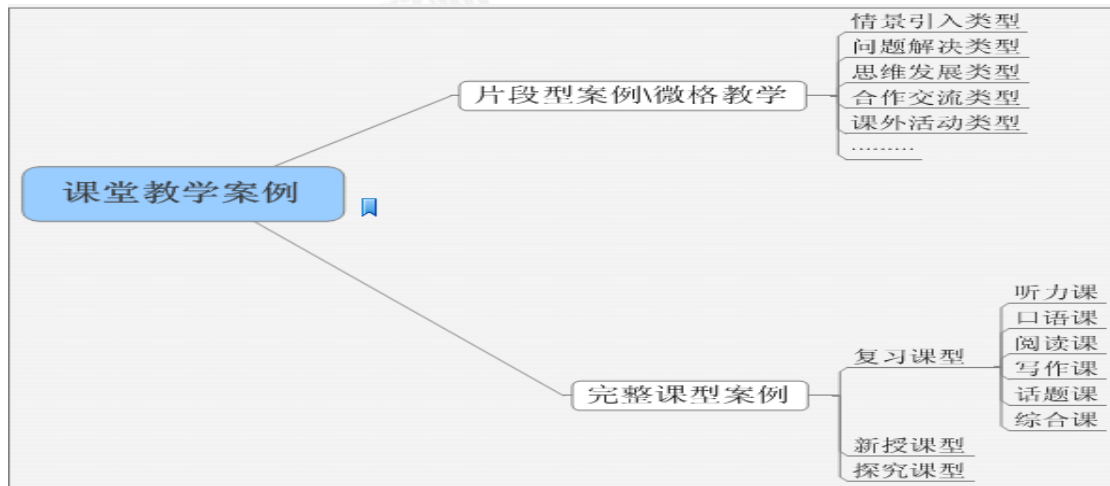 课堂教学案例
片段型案例\微格教学
情景引入类型
问题解决类型
思维发展类型
合作交流类型
课外活动类型
.........
完整课型案例
复习课型
听力课
口语课
阅读课
写作课
话题课
综合课
新授课型
探究课型